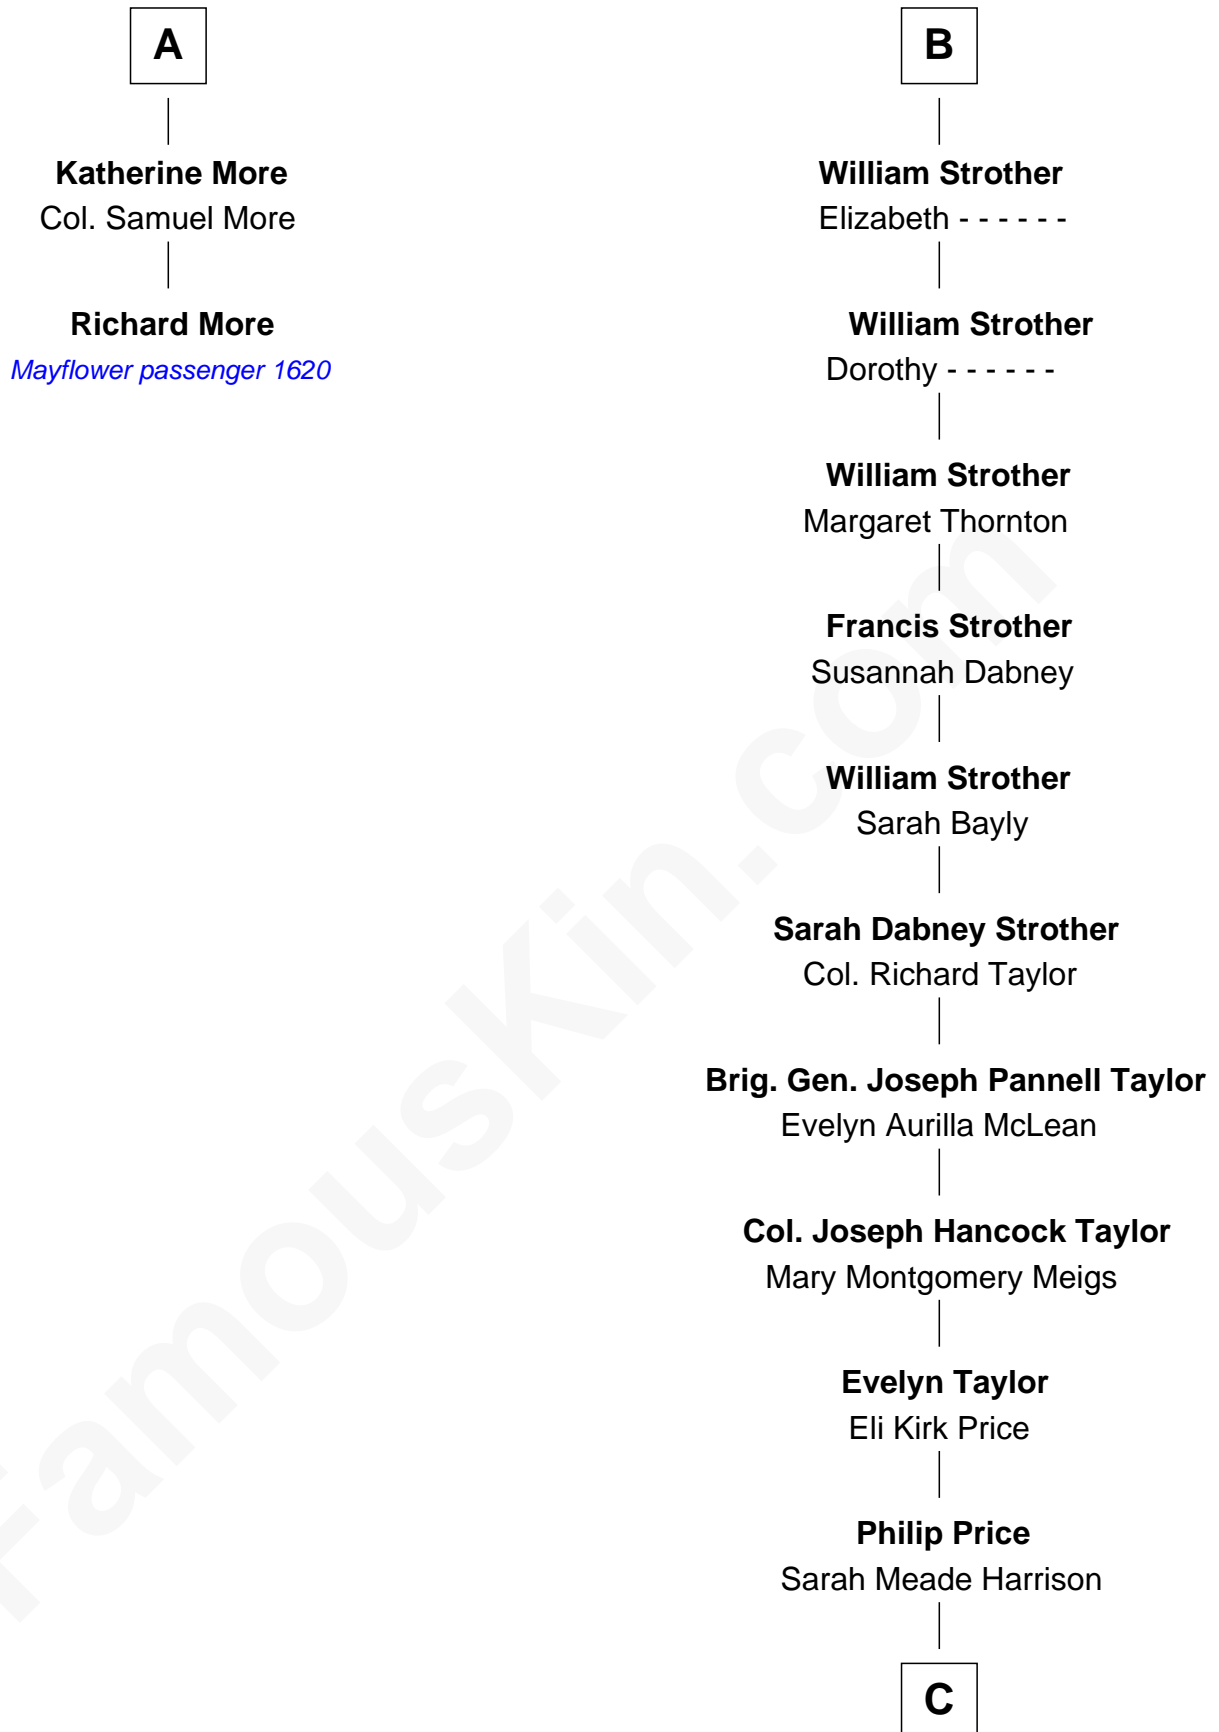 A
Katherine More
Col. Samuel More
Richard More
Mayflower passenger 1620
B
William Strother
Elizabeth - - - - - -
William Strother
Dorothy - - - - - -
William Strother
Margaret Thornton
Francis Strother
Susannah Dabney
William Strother
Sarah Bayly
Sarah Dabney Strother
Col. Richard Taylor
Brig. Gen. Joseph Pannell Taylor
Evelyn Aurilla McLean
Col. Joseph Hancock Taylor
Mary Montgomery Meigs
Evelyn Taylor
Eli Kirk Price
Philip Price
Sarah Meade Harrison
C
FamousKin.com